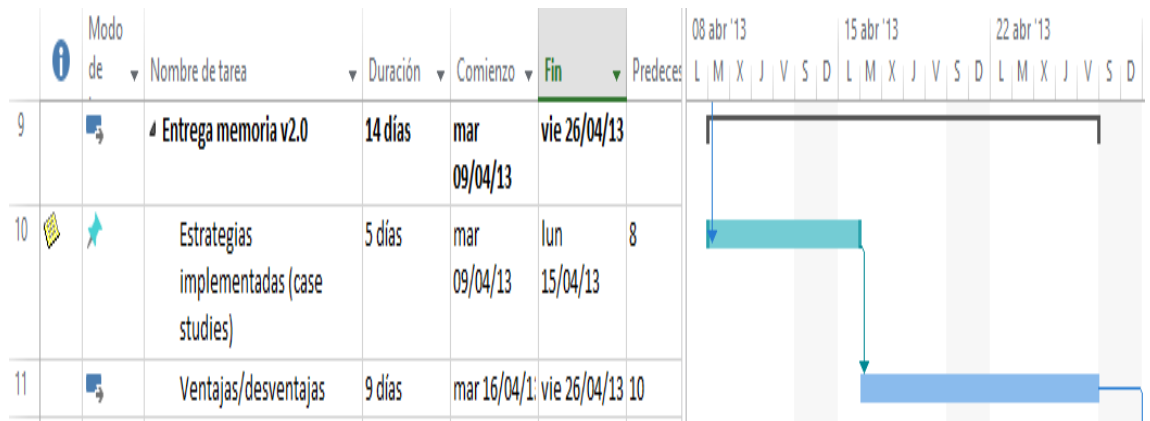 Modo
de
Nombre de tarea
Duración
Comienzo
Fin
Predeces
08 abr '13
15 abr '13
22 abr '13
L M X J V S D L M X J V S D L M X J V S D
9
Entrega memoria v2.0
14 días
mar
09/04/13
vie 26/04/13
10
Estrategias
implementadas (case
studies)
5 días
mar
09/04/13
lun
15/04/13
8
11
Ventajas/desventajas
9 días
mar 16/04/1
vie 26/04/13
10